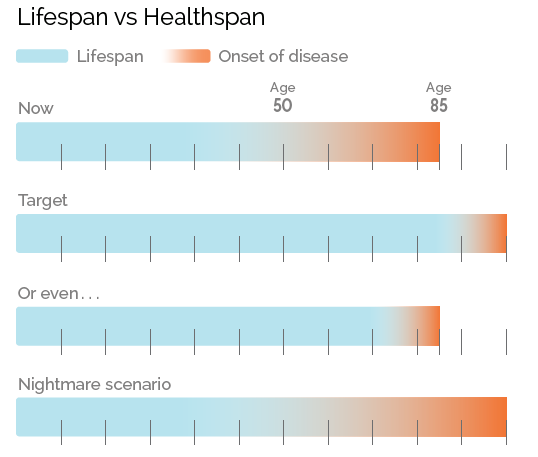 Lifespan vs Healthspan
Lifespan Onset of disease
Age Age
Now 50 85
Target
Or even...
Nightmare scenario